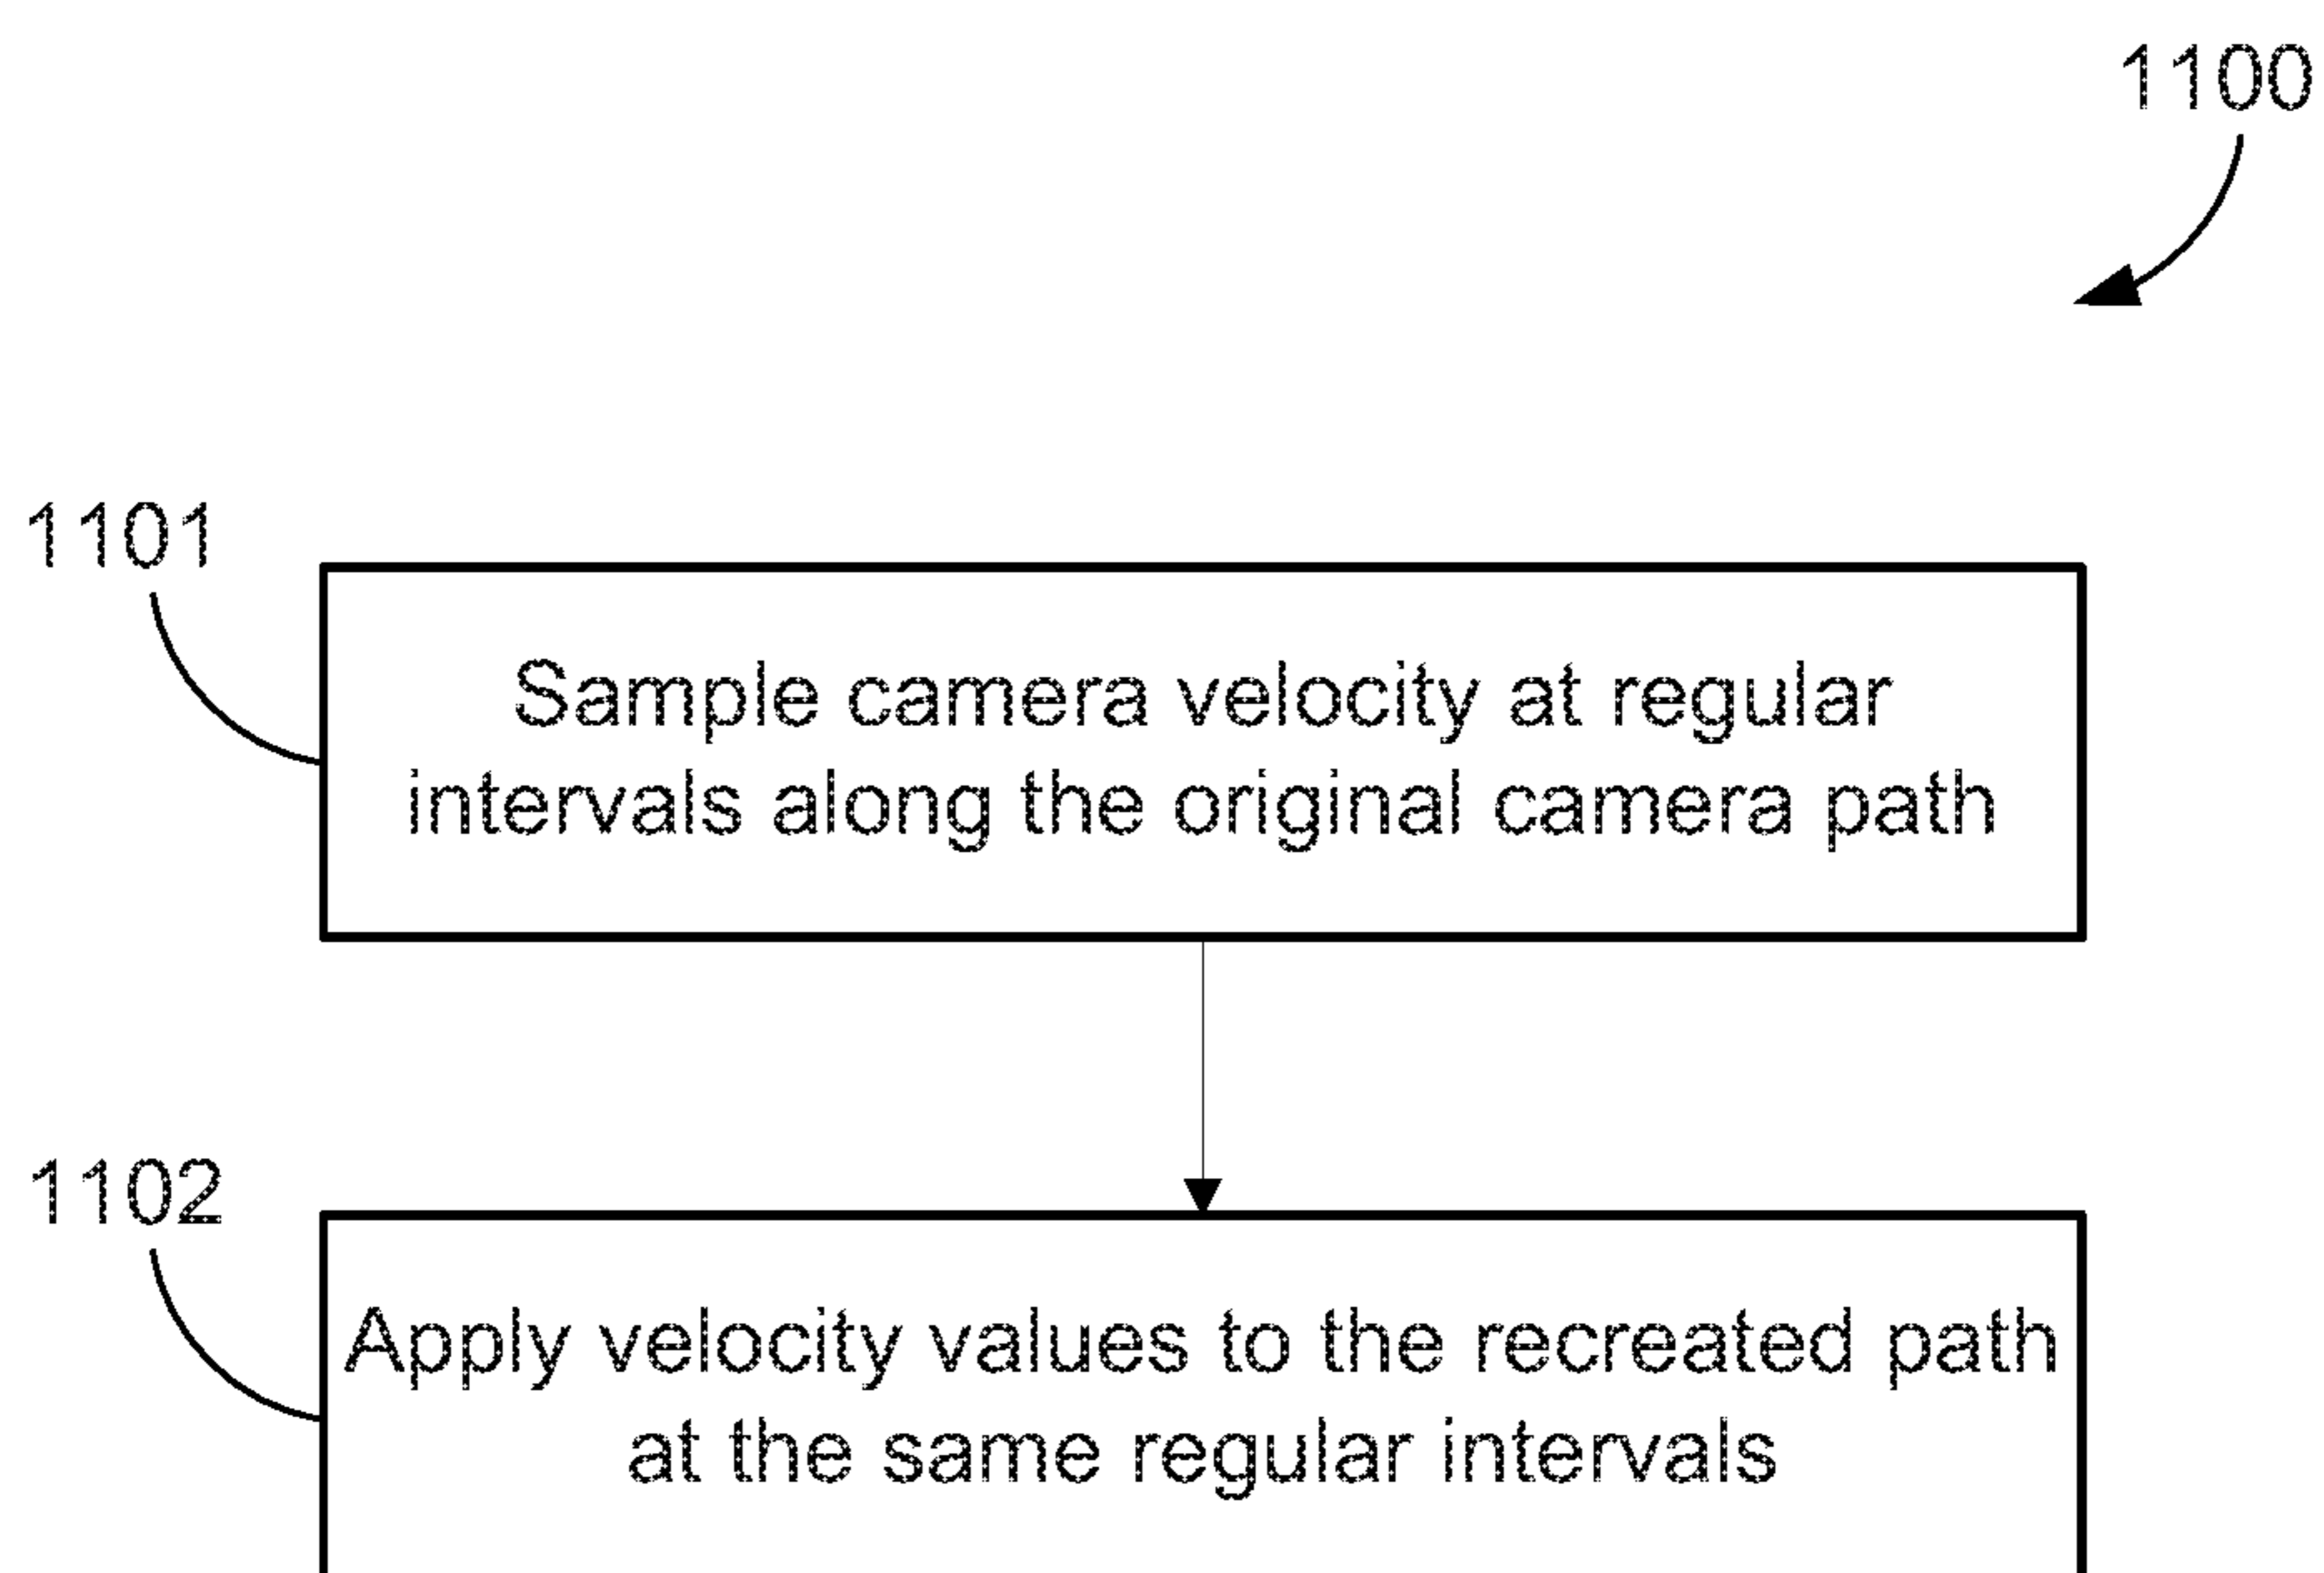 1100
1101
Sample camera velocity at regular
intervals along the original camera path
1102
Apply velocity values to the recreated path
at the same regular intervals